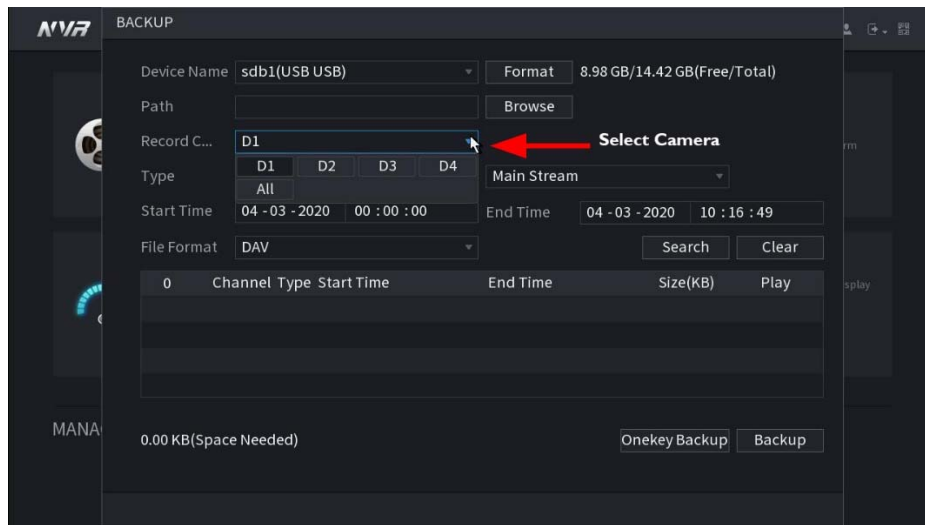 NVR
BACKUP
Device Name sdb1(USB USB) Format 8.98 GB/14.42 GB(Free/Total)
Path Browse
Record C... D1 Select Camera
Type D1 D2 D3 D4 Main Stream
All
Start Time 04 - 03 - 2020 00 : 00 : 00 End Time 04 - 03 - 2020 10 : 16 : 49
File Format DAV Search Clear
0 Channel Type Start Time End Time Size(KB) Play
MANA
0.00 KB(Space Needed) Onekey Backup Backup
rm
splay